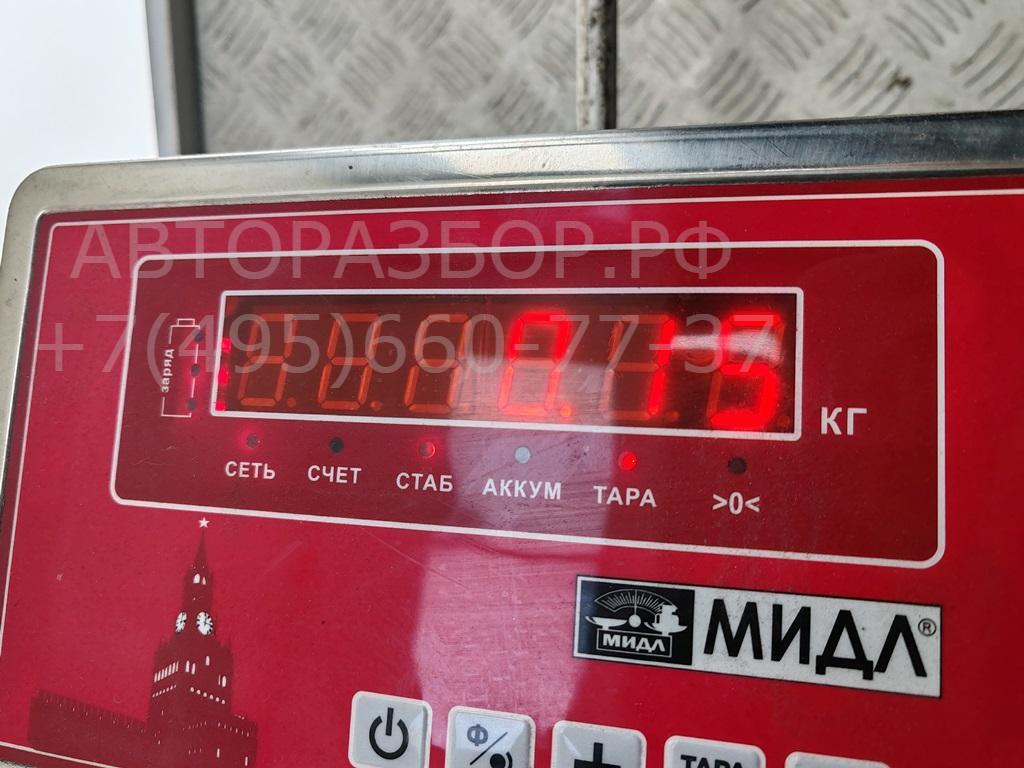 АВТОРАЗБОР.РФ
+7(495)660-77-37
заряд
0.15
КГ
СЕТЬ СЧЕТ СТАБ АККУМ ТАРА >0<
МИДЛ МИДЛ®
Ф
ТАРА